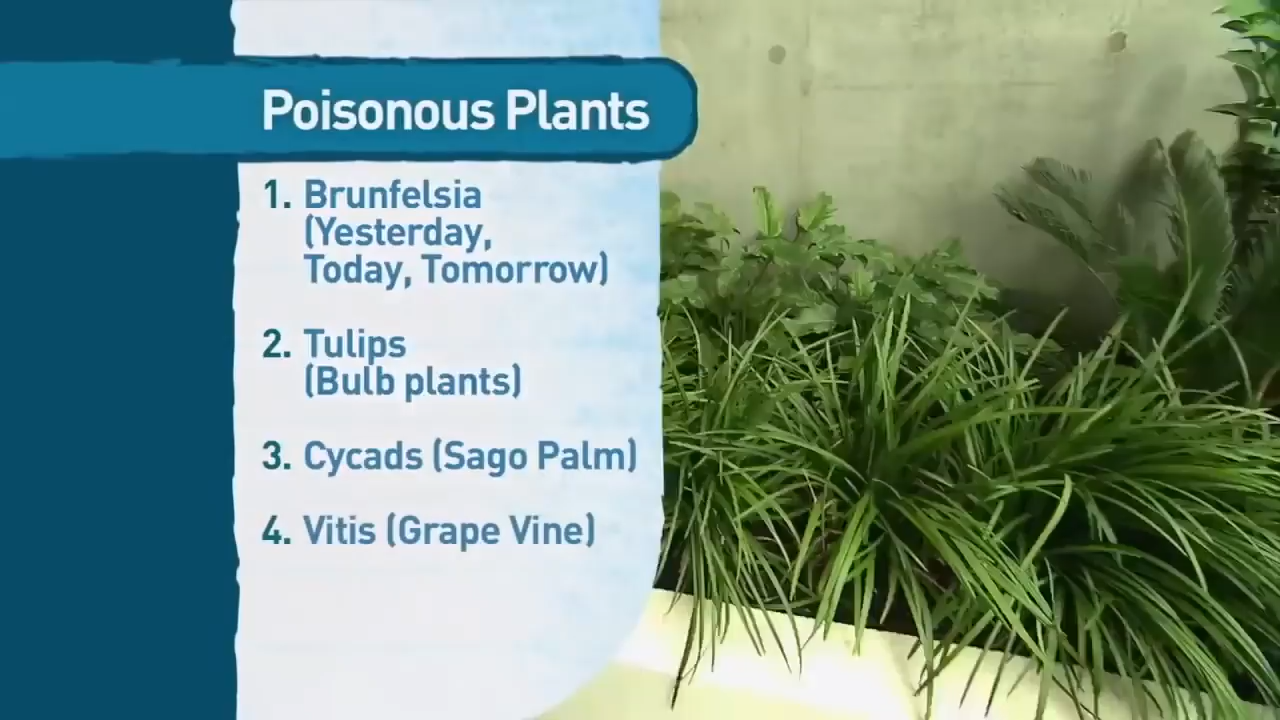 Poisonous Plants
1. Brunfelsia
(Yesterday,
Today, Tomorrow)
2. Tulips
(Bulb plants)
3. Cycads (Sago Palm)
4. Vitis (Grape Vine)